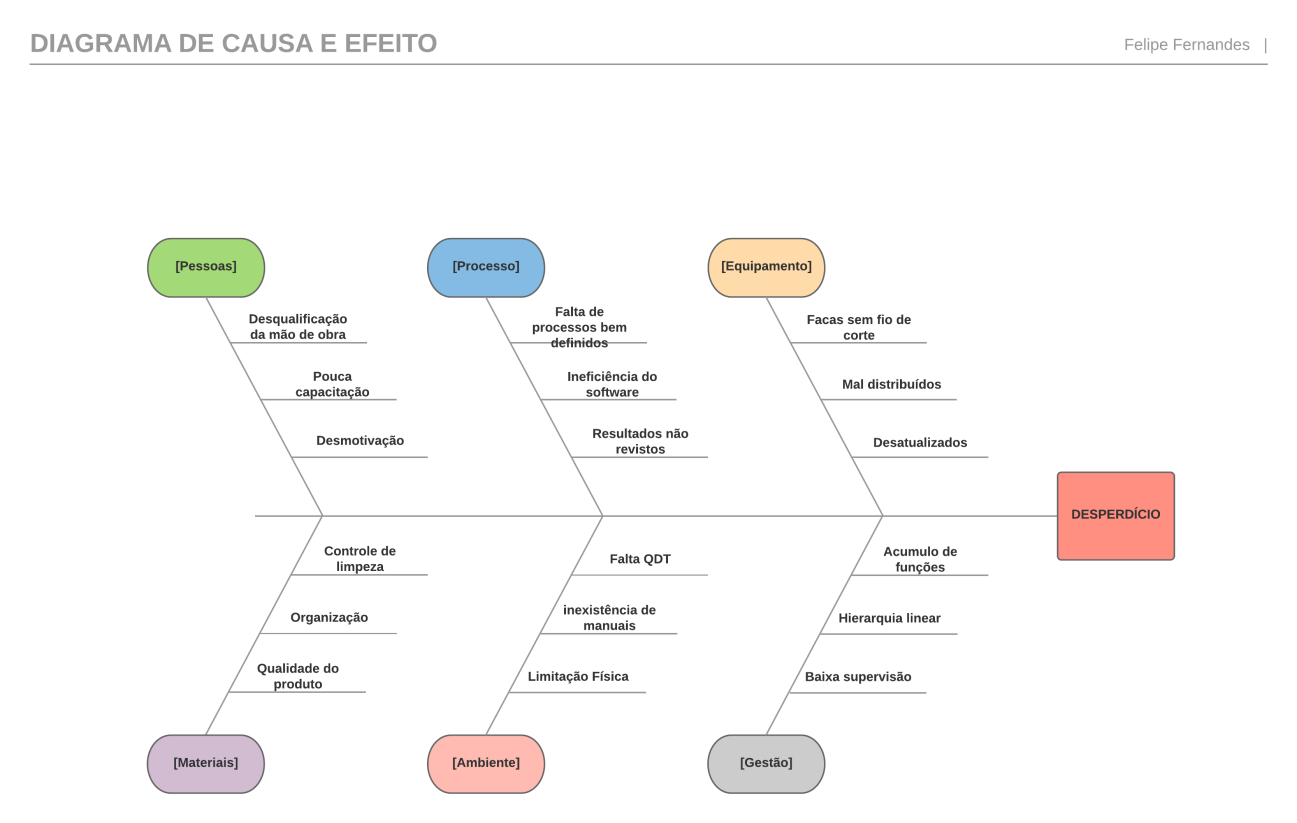 DIAGRAMA DE CAUSA E EFEITO
Felipe Fernandes |
[Pessoas]
[Processo]
[Equipamento]
Desqualificação
da mão de obra
Pouca
capacitação
Desmotivação
Falta de
processos bem
definidos
Ineficiência do
software
Resultados não
revistos
Facas sem fio de
corte
Mal distribuídos
Desatualizados
DESPERDÍCIO
Controle de
limpeza
Organização
Qualidade do
produto
Falta QDT
inexistência de
manuais
Limitação Física
Acumulo de
funções
Hierarquia linear
Baixa supervisão
[Materiais]
[Ambiente]
[Gestão]